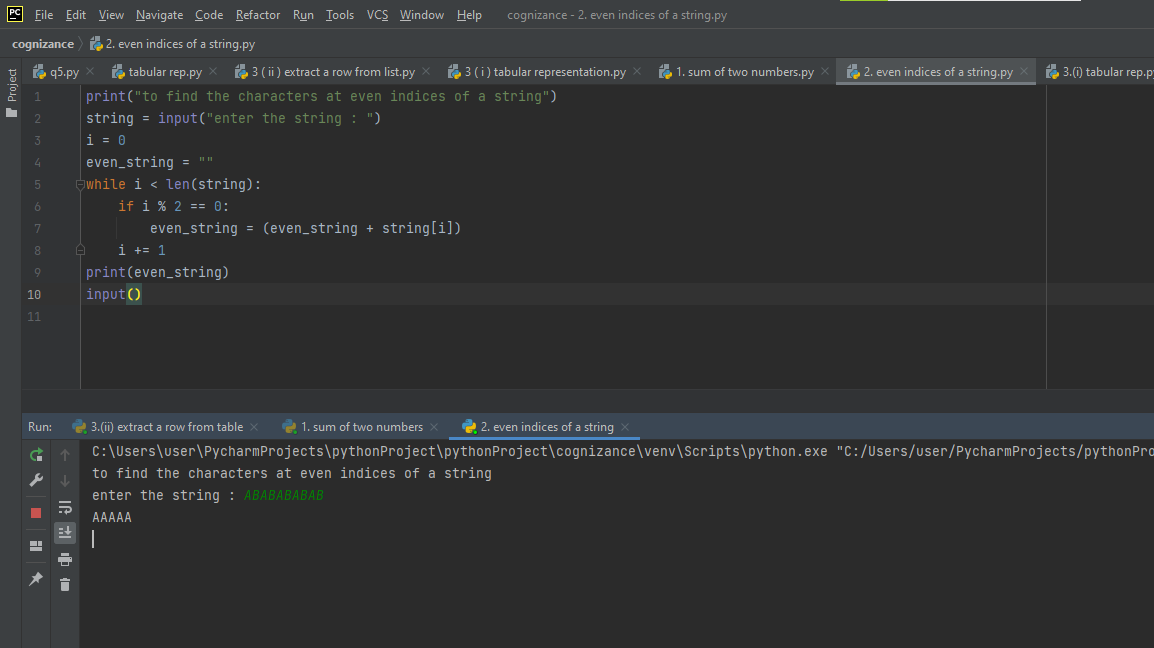 PC File Edit View Navigate Code Refactor Run Tools VCS Window Help cognizance - 2. even indices of a string.py
cognizance 2. even indices of a string.py
q5.py tabular rep.py 3 ( ii ) extract a row from list.py 3 ( i ) tabular representation.py 1. sum of two numbers.py 2. even indices of a string.py 3.(i) tabular rep.py
Project
1 print("to find the characters at even indices of a string")
2 string = input("enter the string : ")
3 i = 0
4 even_string = ""
5 while i < len(string):
6 if i % 2 == 0:
7 even_string = (even_string + string[i])
8 i += 1
9 print(even_string)
10 input()
11
Run: 3.(ii) extract a row from table 1. sum of two numbers 2. even indices of a string
C:\Users\user\PycharmProjects\pythonProject\pythonProject\cognizance\venv\Scripts\python.exe "C:/Users/user/PycharmProjects/pythonPro
to find the characters at even indices of a string
enter the string : ABABABABAB
AAAAA